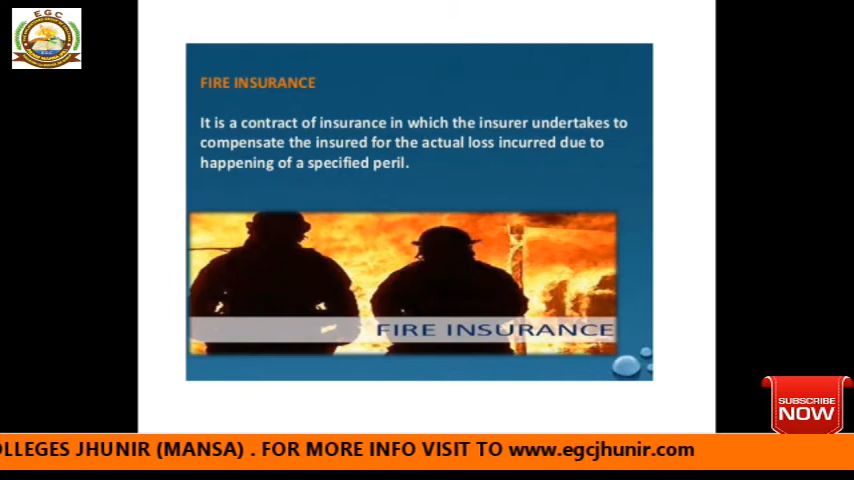 EGC
FIRE INSURANCE
It is a contract of insurance in which the insurer undertakes to
compensate the insured for the actual loss incurred due to
happening of a specified peril.
FIRE INSURANCE
SUBSCRIBE
NOW
OLLEGES JHUNIR (MANSA) . FOR MORE INFO VISIT TO www.egcjhunir.com